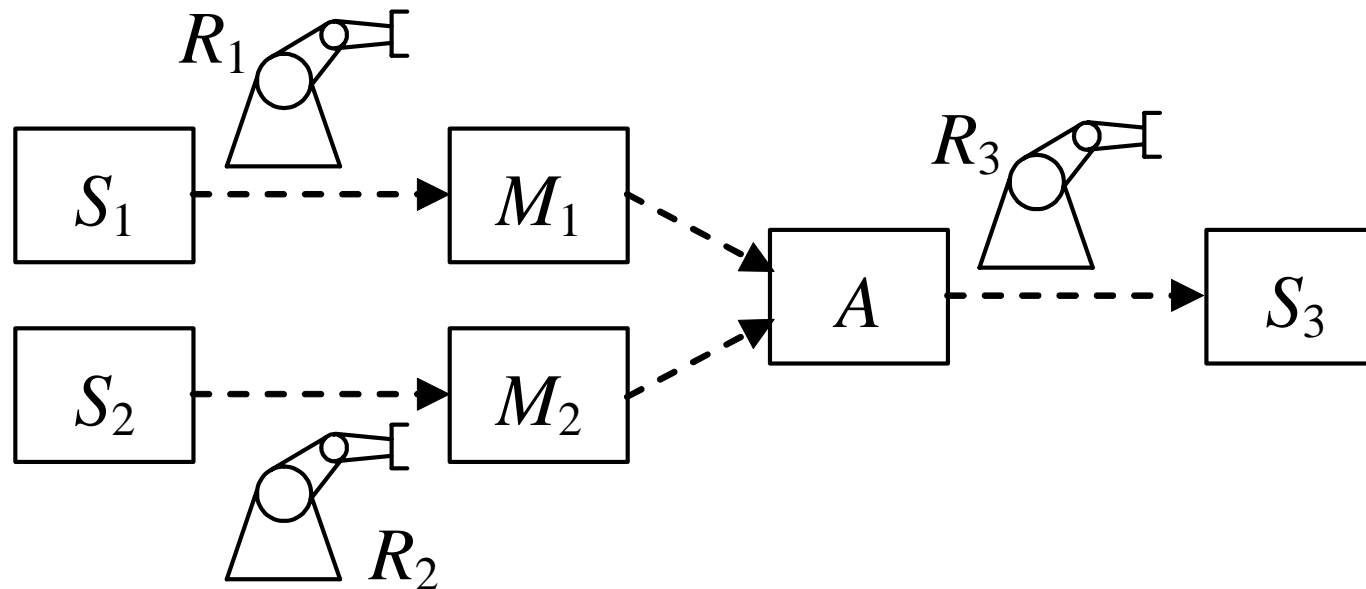 R₁
R₃
S₁
M₁
A
S₃
S₂
M₂
R₂